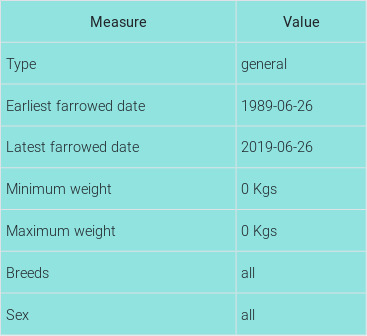 Measure Value
Type general
Earliest farrowed date 1989-06-26
Latest farrowed date 2019-06-26
Minimum weight 0 Kgs
Maximum weight 0 Kgs
Breeds all
Sex all